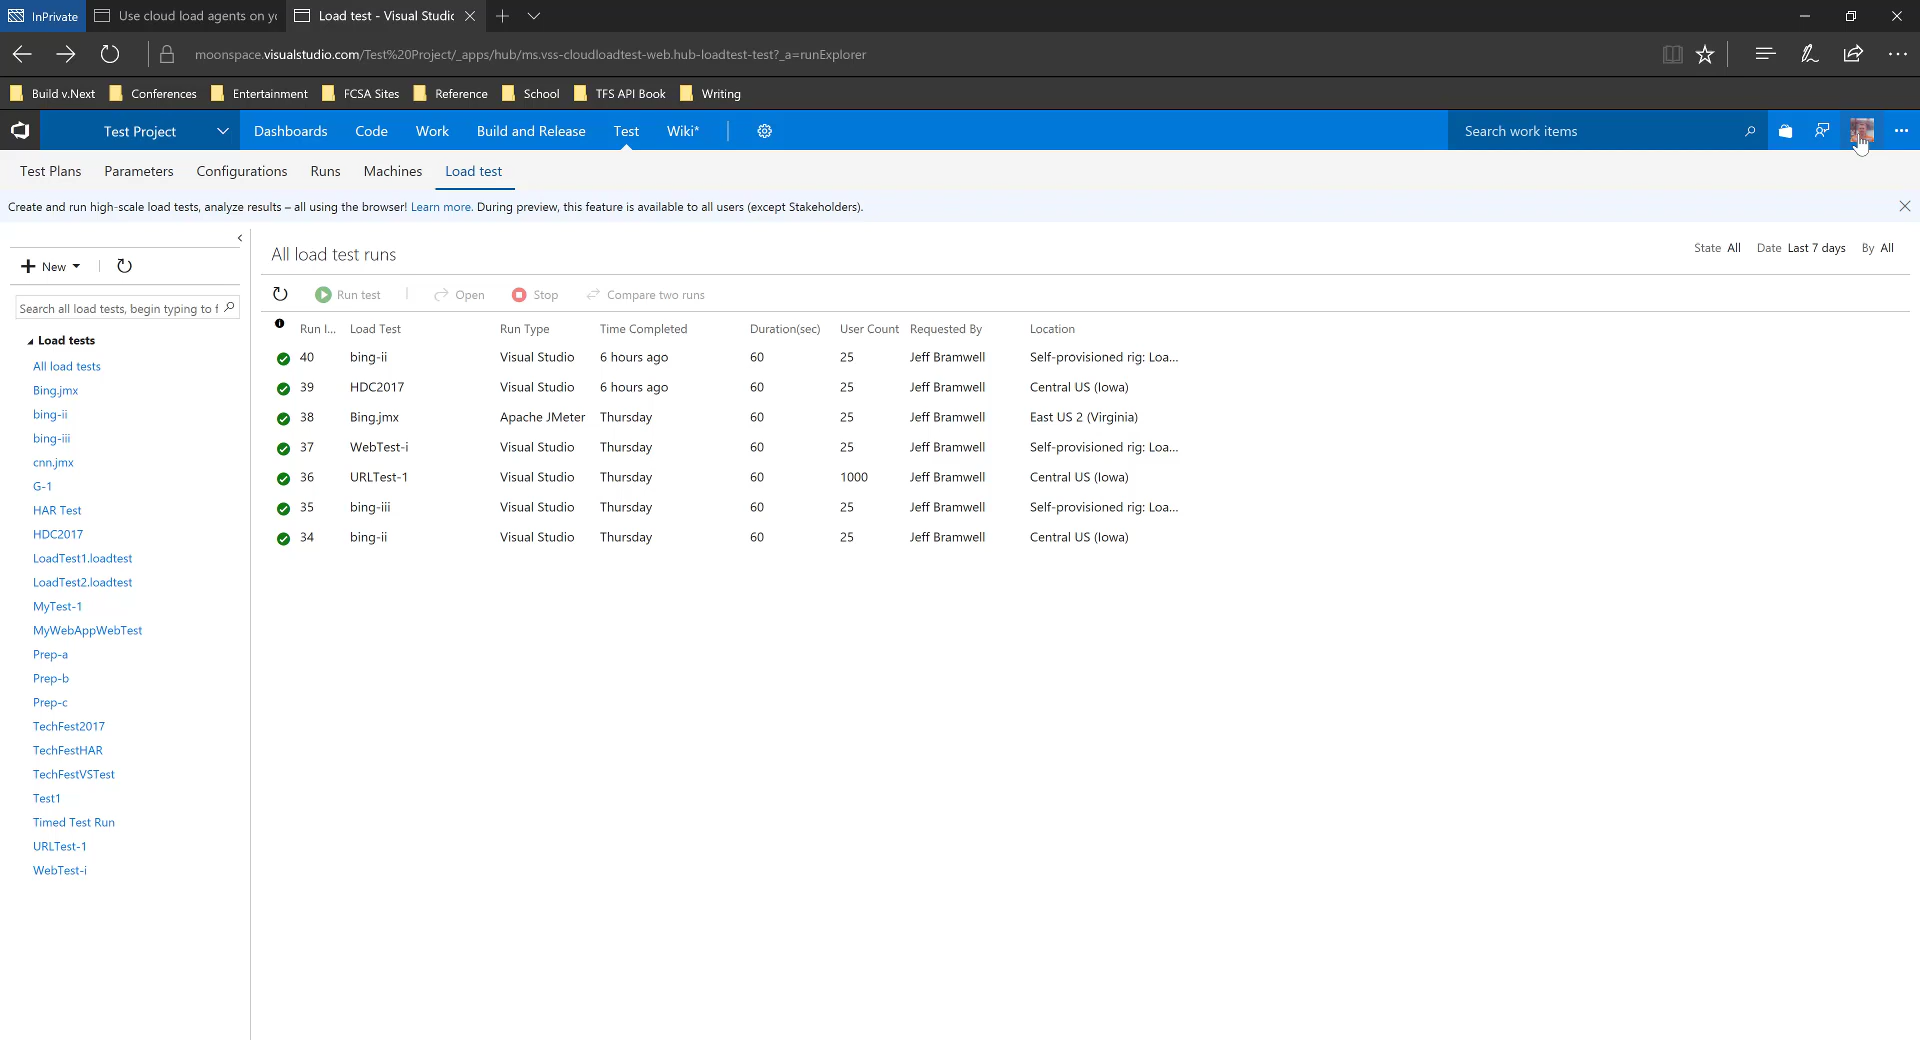 InPrivate
Use cloud load agents on yo
Load test - Visual Studio
moonspace.visualstudio.com/Test%20Project/_apps/hub/ms.vss-cloudloadtest-web.hub-loadtest-test?_a=runExplorer
Build v.Next Conferences Entertainment FCSA Sites Reference School TFS API Book Writing
Test Project Dashboards Code Work Build and Release Test Wiki* Search work items
Test Plans Parameters Configurations Runs Machines Load test
Create and run high-scale load tests, analyze results – all using the browser! Learn more. During preview, this feature is available to all users (except Stakeholders).
New
Search all load tests, begin typing to f
Load tests
All load tests
Bing.jmx
bing-ii
bing-iii
cnn.jmx
G-1
HAR Test
HDC2017
LoadTest1.loadtest
LoadTest2.loadtest
MyTest-1
MyWebAppWebTest
Prep-a
Prep-b
Prep-c
TechFest2017
TechFestHAR
TechFestVSTest
Test1
Timed Test Run
URLTest-1
WebTest-i
All load test runs
State All Date Last 7 days By All
Run test Open Stop Compare two runs
Run I... Load Test Run Type Time Completed Duration(sec) User Count Requested By Location
40 bing-ii Visual Studio 6 hours ago 60 25 Jeff Bramwell Self-provisioned rig: Loa...
39 HDC2017 Visual Studio 6 hours ago 60 25 Jeff Bramwell Central US (Iowa)
38 Bing.jmx Apache JMeter Thursday 60 25 Jeff Bramwell East US 2 (Virginia)
37 WebTest-i Visual Studio Thursday 60 25 Jeff Bramwell Self-provisioned rig: Loa...
36 URLTest-1 Visual Studio Thursday 60 1000 Jeff Bramwell Central US (Iowa)
35 bing-iii Visual Studio Thursday 60 25 Jeff Bramwell Self-provisioned rig: Loa...
34 bing-ii Visual Studio Thursday 60 25 Jeff Bramwell Central US (Iowa)